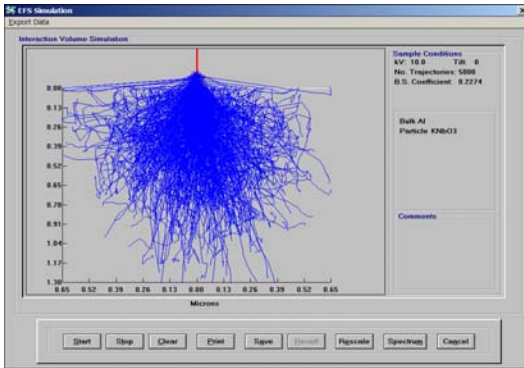 EFS Simulation
Export Data
Interaction Volume Simulation
Sample Conditions
kV: 10.0 Tilt: 0
No. Trajectories: 5000
B.S. Coefficient: 0.2274
Bulk Al
Particle KNbO3
Comments
0.00
0.13
0.26
0.39
0.52
0.65
0.78
0.91
1.04
1.17
1.30
0.65 0.52 0.39 0.26 0.13 0.00 0.13 0.26 0.39 0.52 0.65
Microns
Start Stop Clear Print Save Recall Rescale Spectrum Cancel